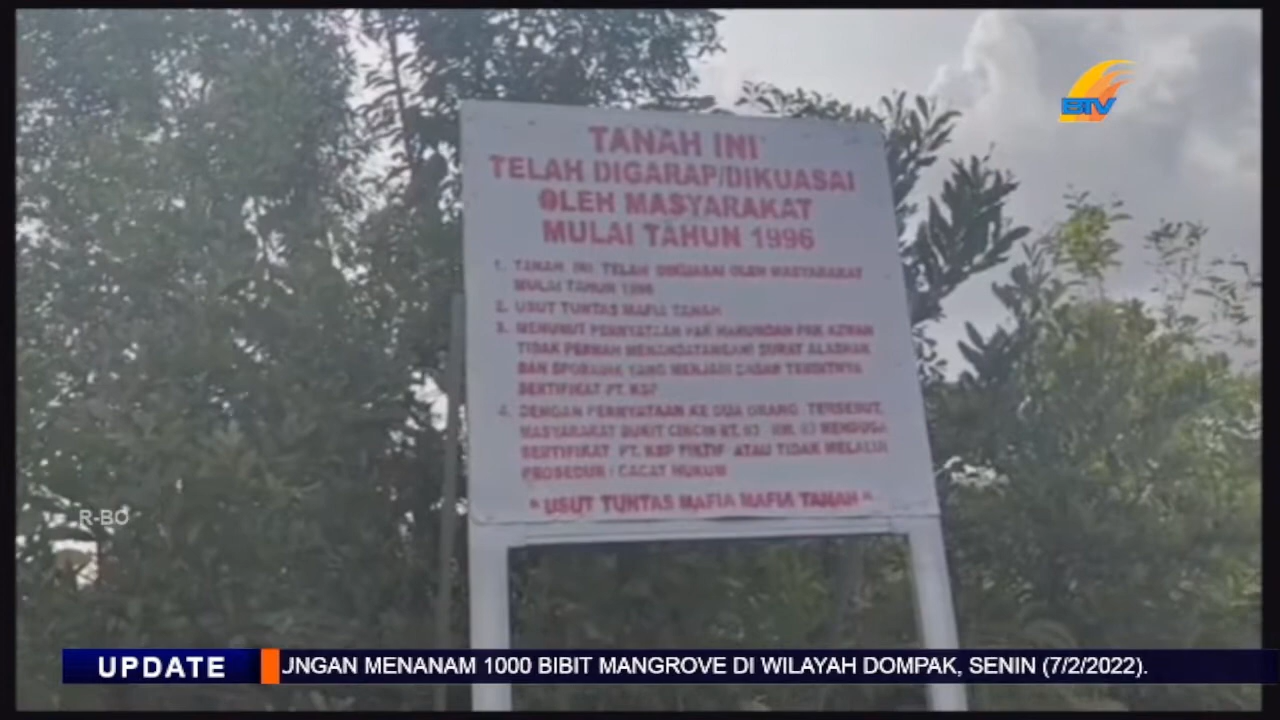 BTV
TANAH INI
TELAH DIGARAP/DIKUASAI
OLEH MASYARAKAT
MULAI TAHUN 1996
1. TANAH INI TELAH DIKUASAI OLEH MASYARAKAT
MULAI TAHUN 1996
2. USUT TUNTAS MAFIA TANAH
3. MENURUT PERNYATAAN PAK DAN PAK
TIDAK PERNAH MENANDATANGANI SURAT ALASHAK
DAN SPORADIK YANG MENJADI DASAR TERBITNYA
SERTIFIKAT PT. KSP
4. DENGAN PERNYATAAN KE DUA ORANG TERSEBUT,
MASYARAKAT BUKIT CERMIN RT. 03 RW. 03 MENDUGA
SERTIFIKAT PT. KSP FIKTIF ATAU TIDAK MELALUI
PROSEDUR / CACAT HUKUM
* USUT TUNTAS MAFIA MAFIA TANAH *
R-BO
UPDATE JNGAN MENANAM 1000 BIBIT MANGROVE DI WILAYAH DOMPAK, SENIN (7/2/2022).